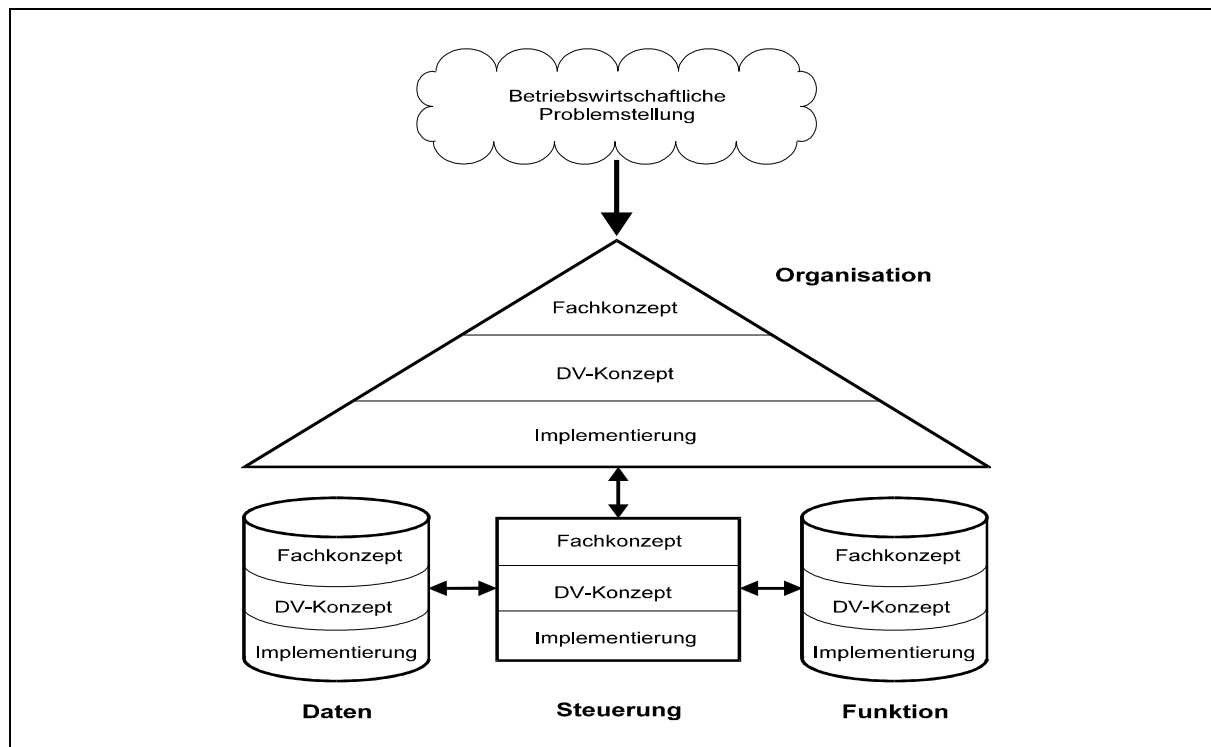 Betriebswirtschaftliche
Problemstellung
Organisation
Fachkonzept
DV-Konzept
Implementierung
Fachkonzept
DV-Konzept
Implementierung
Daten
Fachkonzept
DV-Konzept
Implementierung
Steuerung
Fachkonzept
DV-Konzept
Implementierung
Funktion